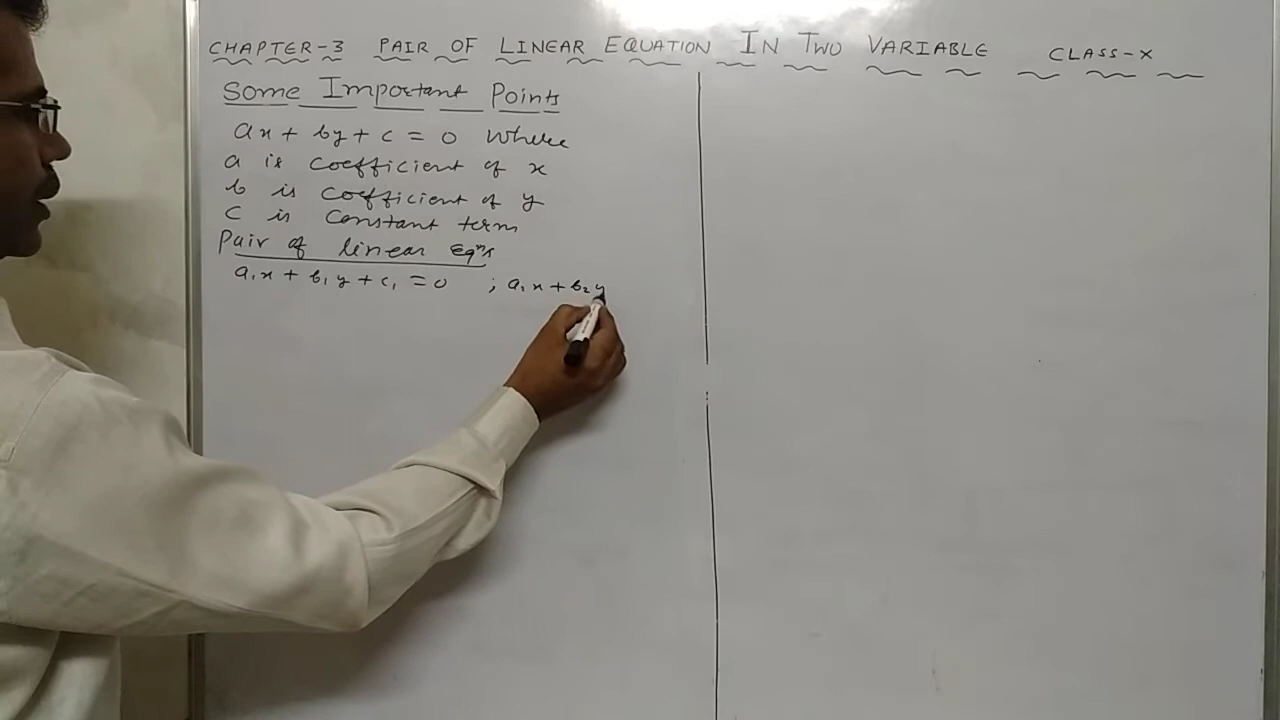 CHAPTER-3 PAIR OF LINEAR EQUATION IN TWO VARIABLE CLASS-X
Some Important Points
ax + by + c = 0 where
a is coefficient of x
b is coefficient of y
c is constant term
Pair of linear Eqⁿs
a₁x + b₁y + c₁ = 0 ; a₂x + b₂y